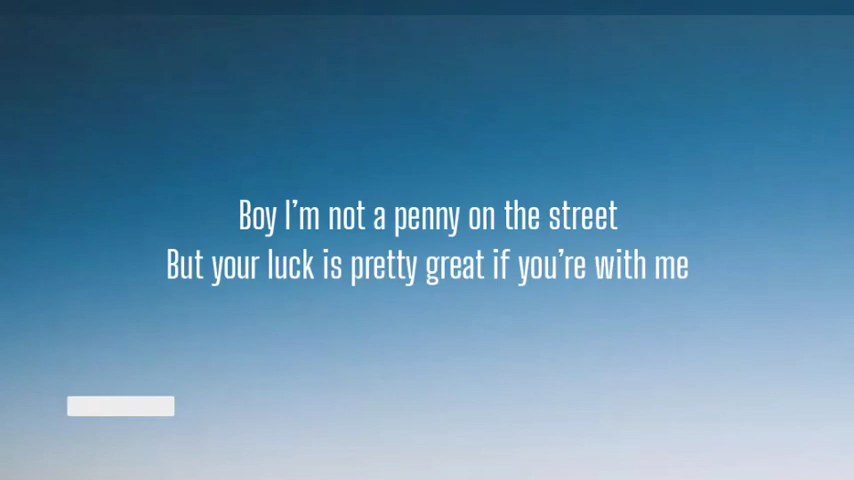 Boy I’m not a penny on the street
But your luck is pretty great if you’re with me